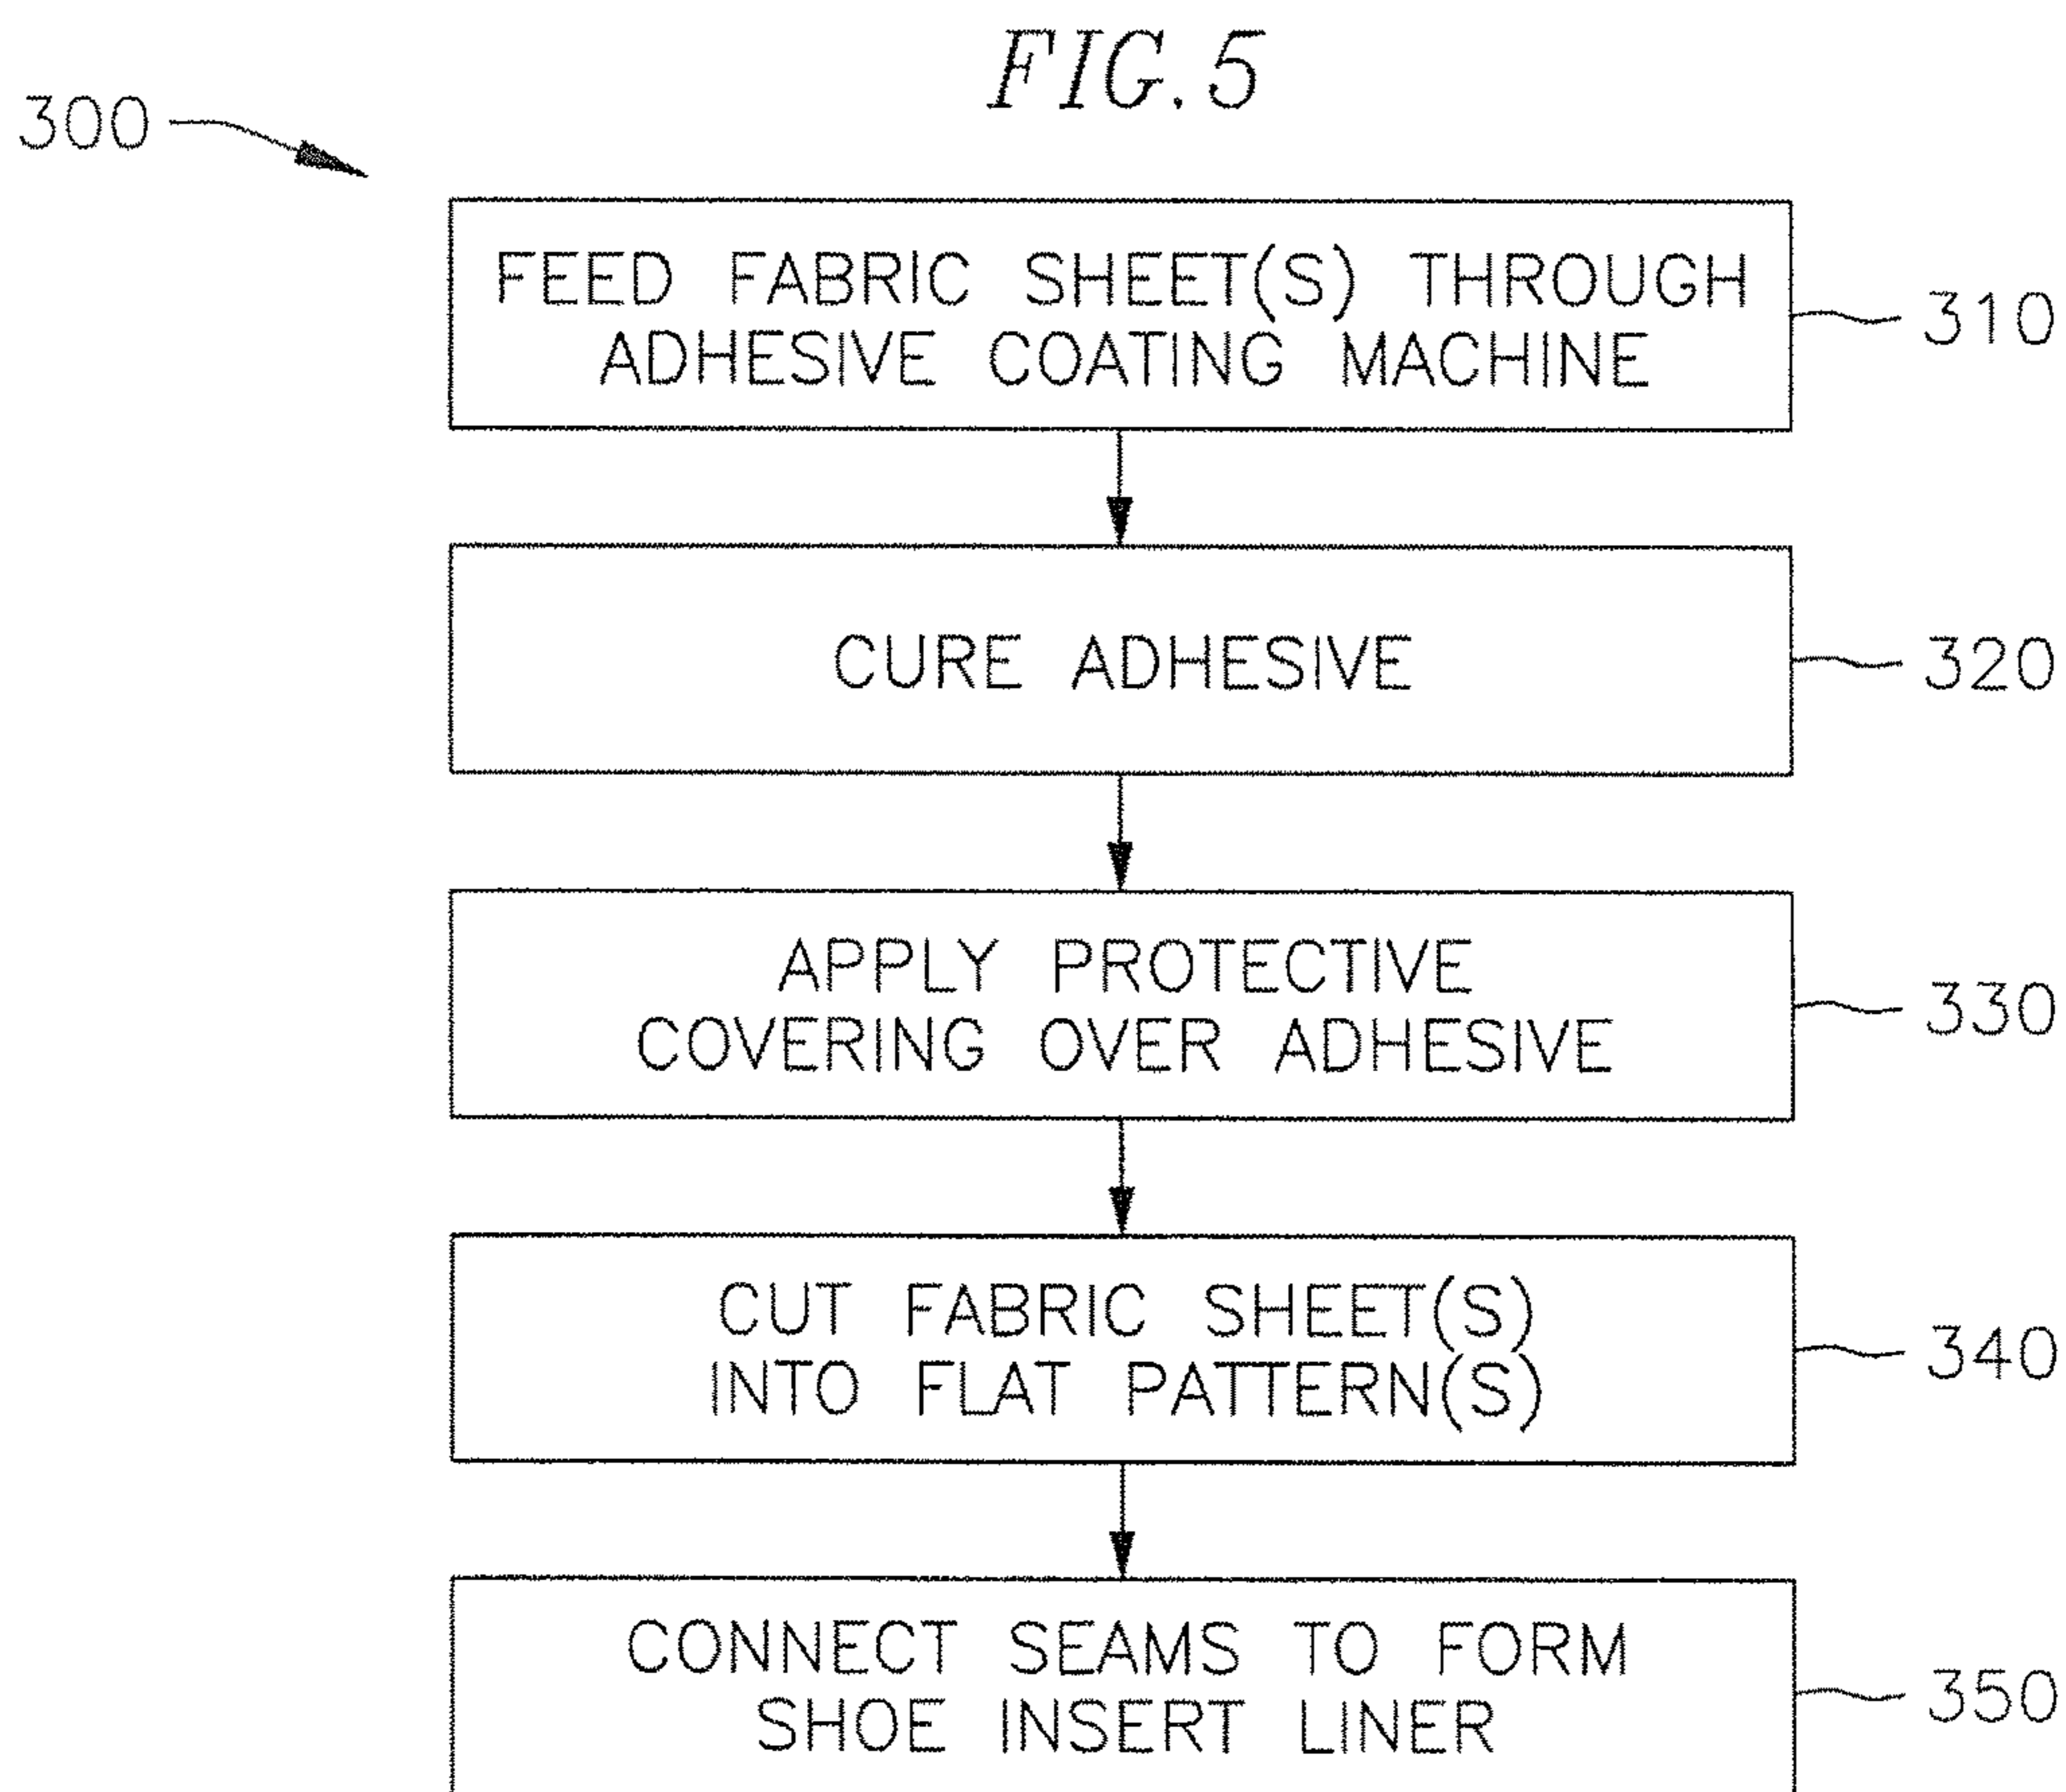 FIG. 5
300
FEED FABRIC SHEET(S) THROUGH
ADHESIVE COATING MACHINE
310
CURE ADHESIVE
320
APPLY PROTECTIVE
COVERING OVER ADHESIVE
330
CUT FABRIC SHEET(S)
INTO FLAT PATTERN(S)
340
CONNECT SEAMS TO FORM
SHOE INSERT LINER
350